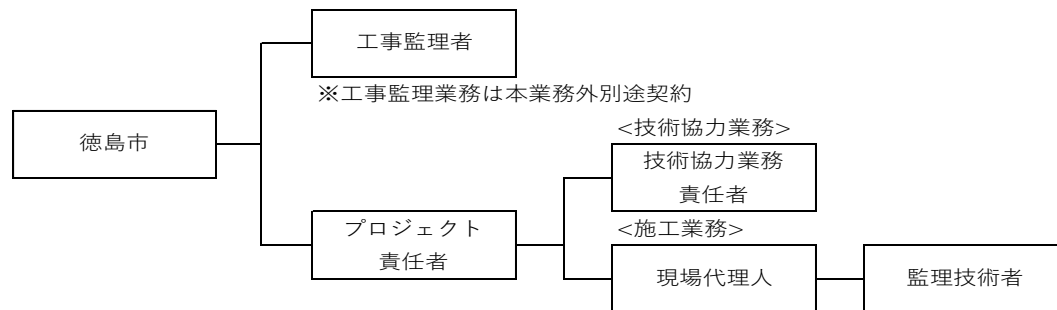 工事監理者
※工事監理業務は本業務外別途契約
徳島市
<技術協力業務>
技術協力業務
責任者
プロジェクト
責任者
<施工業務>
現場代理人
監理技術者